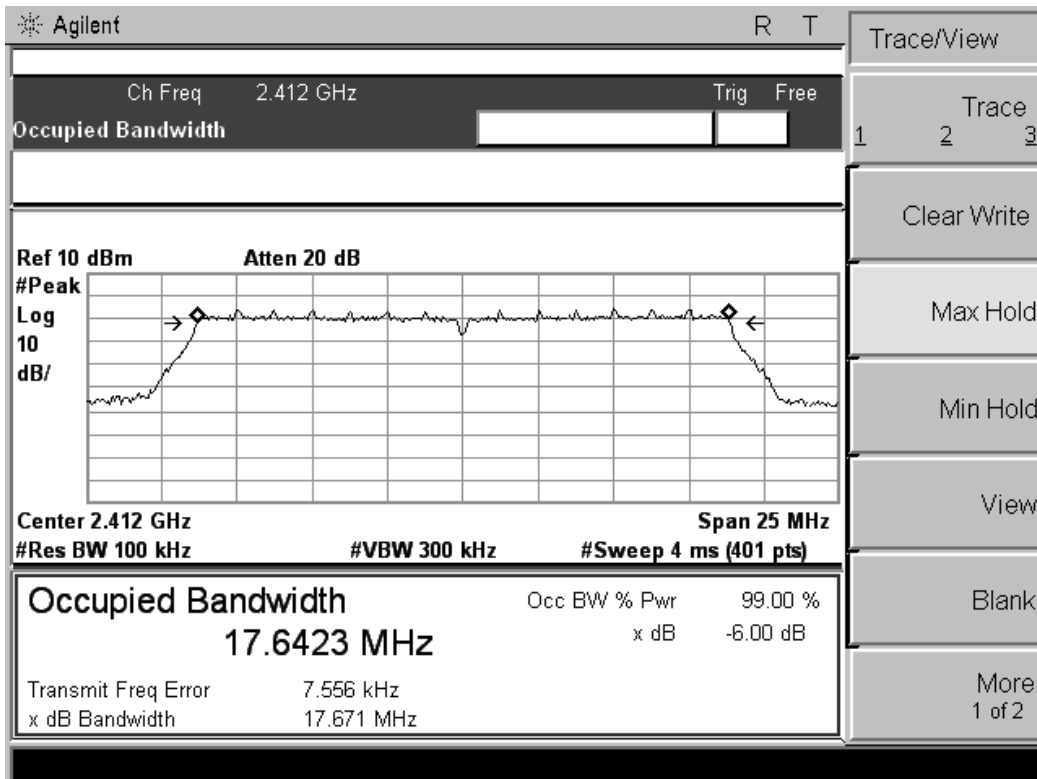 Agilent R T
Trace/View
Ch Freq 2.412 GHz Trig Free
Occupied Bandwidth
Trace
1 2 3
Clear Write
Ref 10 dBm Atten 20 dB
#Peak
Log
10
dB/
Max Hold
Min Hold
View
Center 2.412 GHz Span 25 MHz
#Res BW 100 kHz #VBW 300 kHz #Sweep 4 ms (401 pts)
Occupied Bandwidth Occ BW % Pwr 99.00 %
17.6423 MHz x dB -6.00 dB
Blank
Transmit Freq Error 7.556 kHz
x dB Bandwidth 17.671 MHz
More
1 of 2